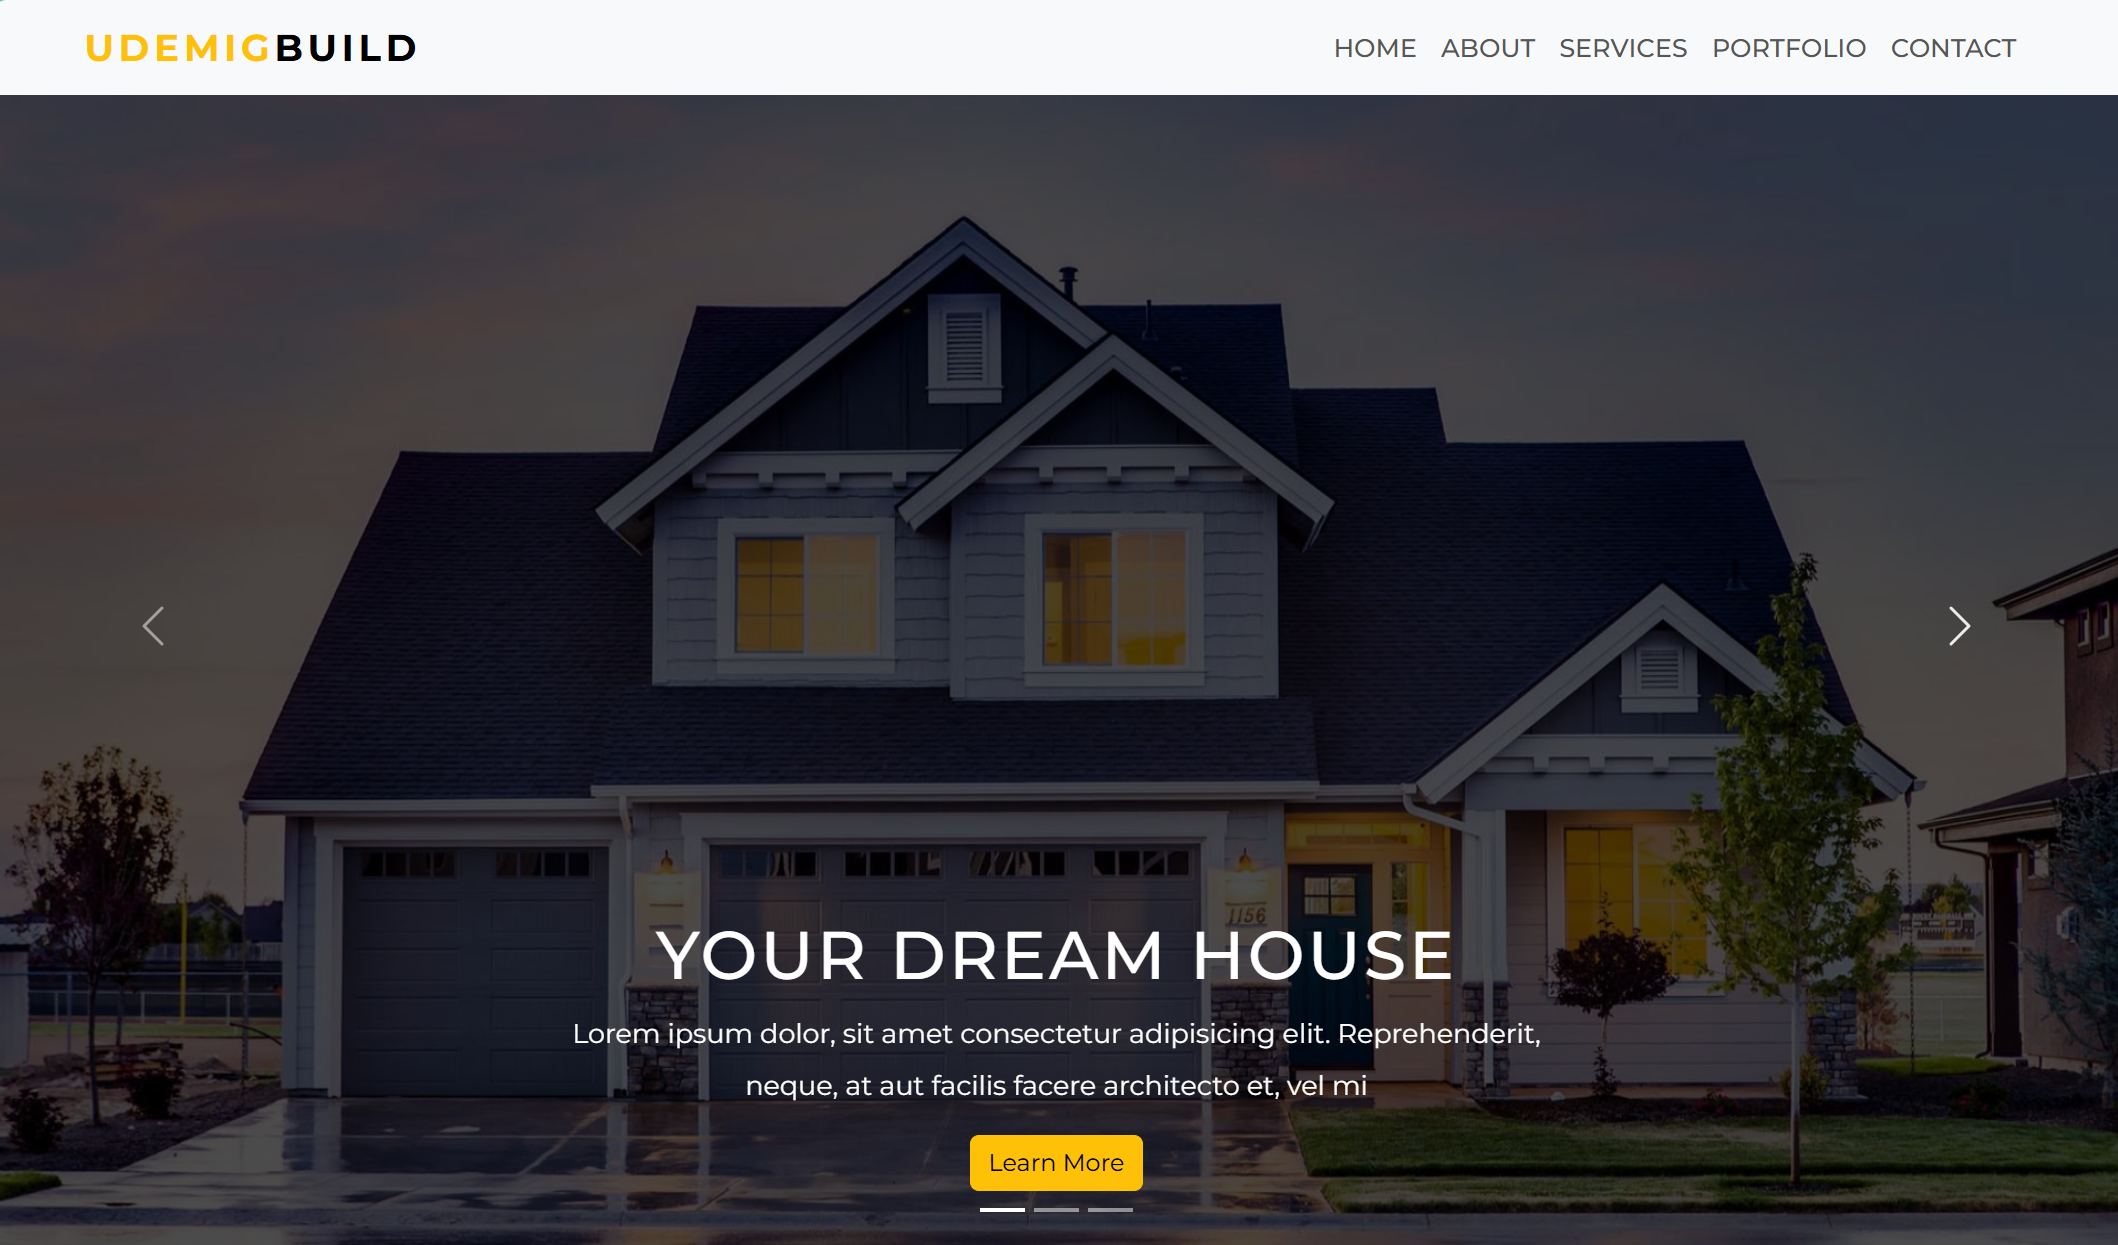 UDEMIGBUILD
HOME ABOUT SERVICES PORTFOLIO CONTACT
1156
YOUR DREAM HOUSE
Lorem ipsum dolor, sit amet consectetur adipisicing elit. Reprehenderit,
neque, at aut facilis facere architecto et, vel mi
Learn More